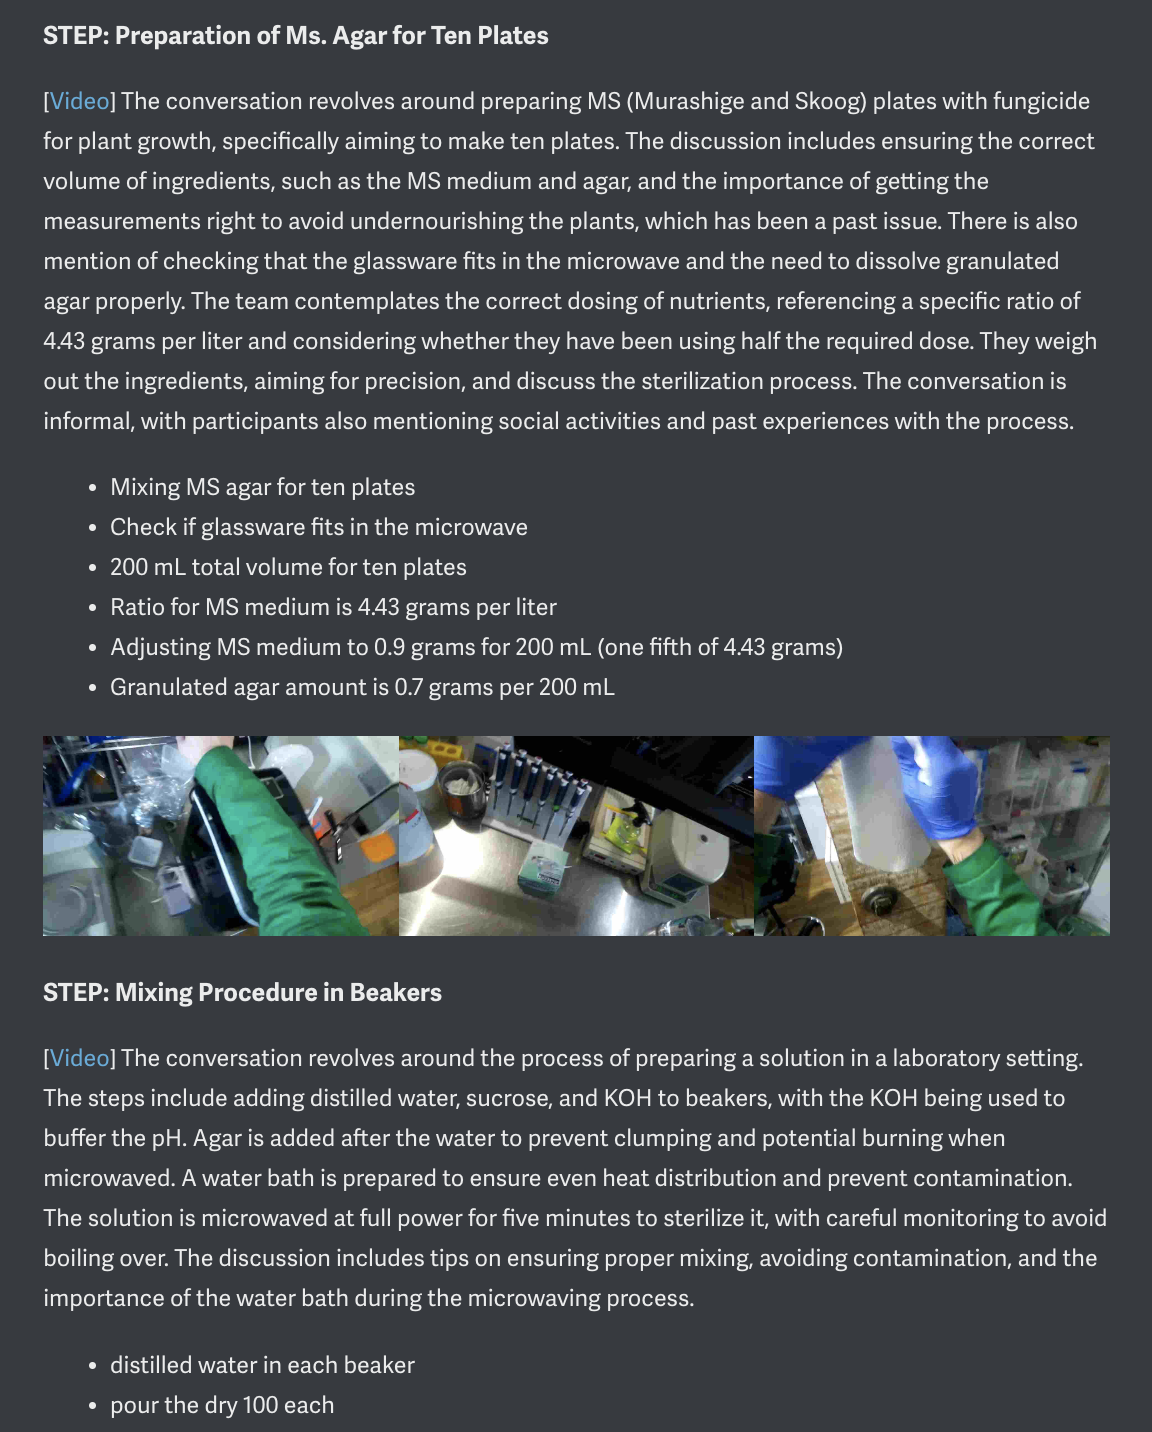 STEP: Preparation of Ms. Agar for Ten Plates
[Video] The conversation revolves around preparing MS (Murashige and Skoog) plates with fungicide
for plant growth, specifically aiming to make ten plates. The discussion includes ensuring the correct
volume of ingredients, such as the MS medium and agar, and the importance of getting the
measurements right to avoid undernourishing the plants, which has been a past issue. There is also
mention of checking that the glassware fits in the microwave and the need to dissolve granulated
agar properly. The team contemplates the correct dosing of nutrients, referencing a specific ratio of
4.43 grams per liter and considering whether they have been using half the required dose. They weigh
out the ingredients, aiming for precision, and discuss the sterilization process. The conversation is
informal, with participants also mentioning social activities and past experiences with the process.
• Mixing MS agar for ten plates
• Check if glassware fits in the microwave
• 200 mL total volume for ten plates
• Ratio for MS medium is 4.43 grams per liter
• Adjusting MS medium to 0.9 grams for 200 mL (one fifth of 4.43 grams)
• Granulated agar amount is 0.7 grams per 200 mL
STEP: Mixing Procedure in Beakers
[Video] The conversation revolves around the process of preparing a solution in a laboratory setting.
The steps include adding distilled water, sucrose, and KOH to beakers, with the KOH being used to
buffer the pH. Agar is added after the water to prevent clumping and potential burning when
microwaved. A water bath is prepared to ensure even heat distribution and prevent contamination.
The solution is microwaved at full power for five minutes to sterilize it, with careful monitoring to avoid
boiling over. The discussion includes tips on ensuring proper mixing, avoiding contamination, and the
importance of the water bath during the microwaving process.
• distilled water in each beaker
• pour the dry 100 each